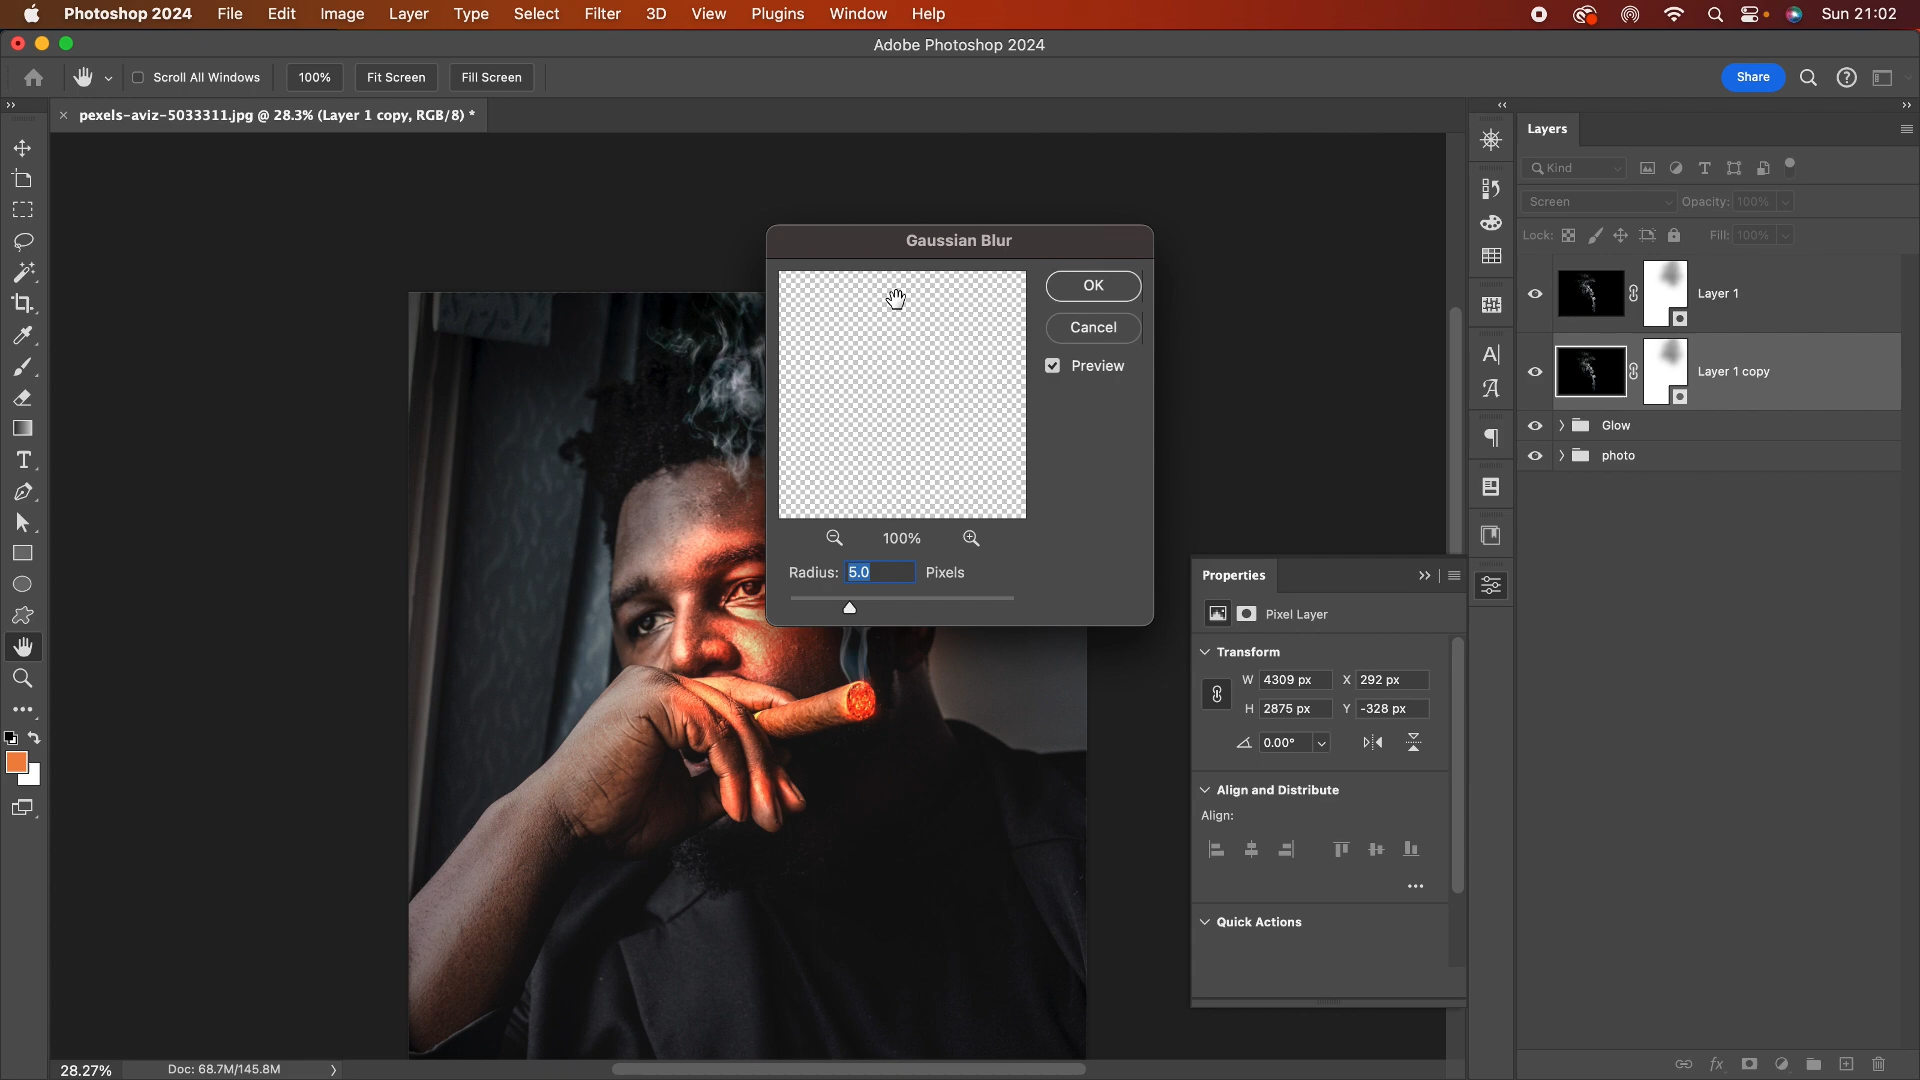 Photoshop 2024 File Edit Image Layer Type Select Filter 3D View Plugins Window Help Sun 21:02
Adobe Photoshop 2024
Scroll All Windows 100% Fit Screen Fill Screen Share
× pexels-aviz-5033311.jpg @ 28.3% (Layer 1 copy, RGB/8) *
Layers
Kind
Screen Opacity: 100%
Lock: Fill: 100%
Layer 1
Layer 1 copy
Glow
photo
Gaussian Blur
OK
Cancel
Preview
100%
Radius: 5.0 Pixels
Properties
Pixel Layer
Transform
W 4309 px X 292 px
H 2875 px Y -328 px
0.00°
Align and Distribute
Align:
Quick Actions
28.27% Doc: 68.7M/145.8M